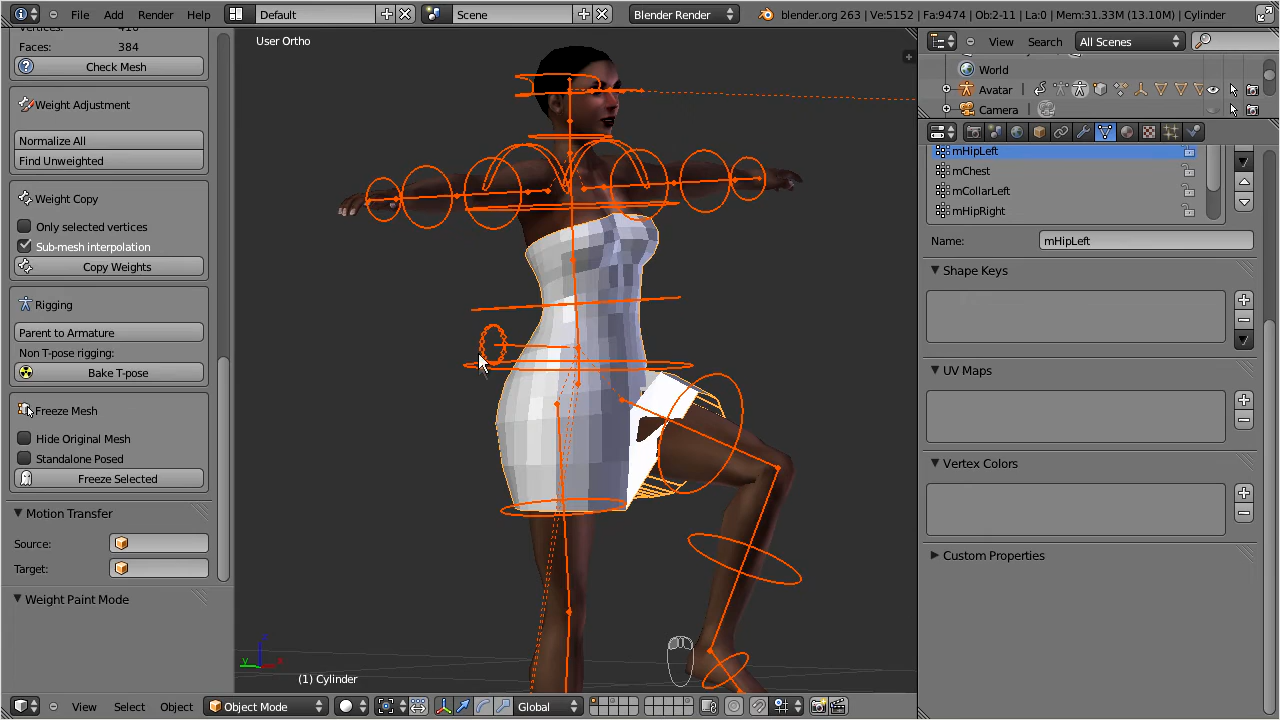 Add Render Help
Default
Scene
Blender Render
blender.org 263 | Ve:5152 | Fa:9474 | Ob:2-11 | La:0 | Mem:31.33M (13.10M) | Cylinder
User Ortho
Faces: 384
Check Mesh
Weight Adjustment
Normalize All
Find Unweighted
Weight Copy
Only selected vertices
Sub-mesh interpolation
Copy Weights
Rigging
Parent to Armature
Non T-pose rigging:
Bake T-pose
Freeze Mesh
Hide Original Mesh
Standalone Posed
Freeze Selected
Motion Transfer
Source:
Target:
Weight Paint Mode
(1) Cylinder
View Select Object
Object Mode
Global
View Search
All Scenes
World
Avatar
Camera
mHipLeft
mChest
mCollarLeft
mHipRight
Name: mHipLeft
Shape Keys
UV Maps
Vertex Colors
Custom Properties